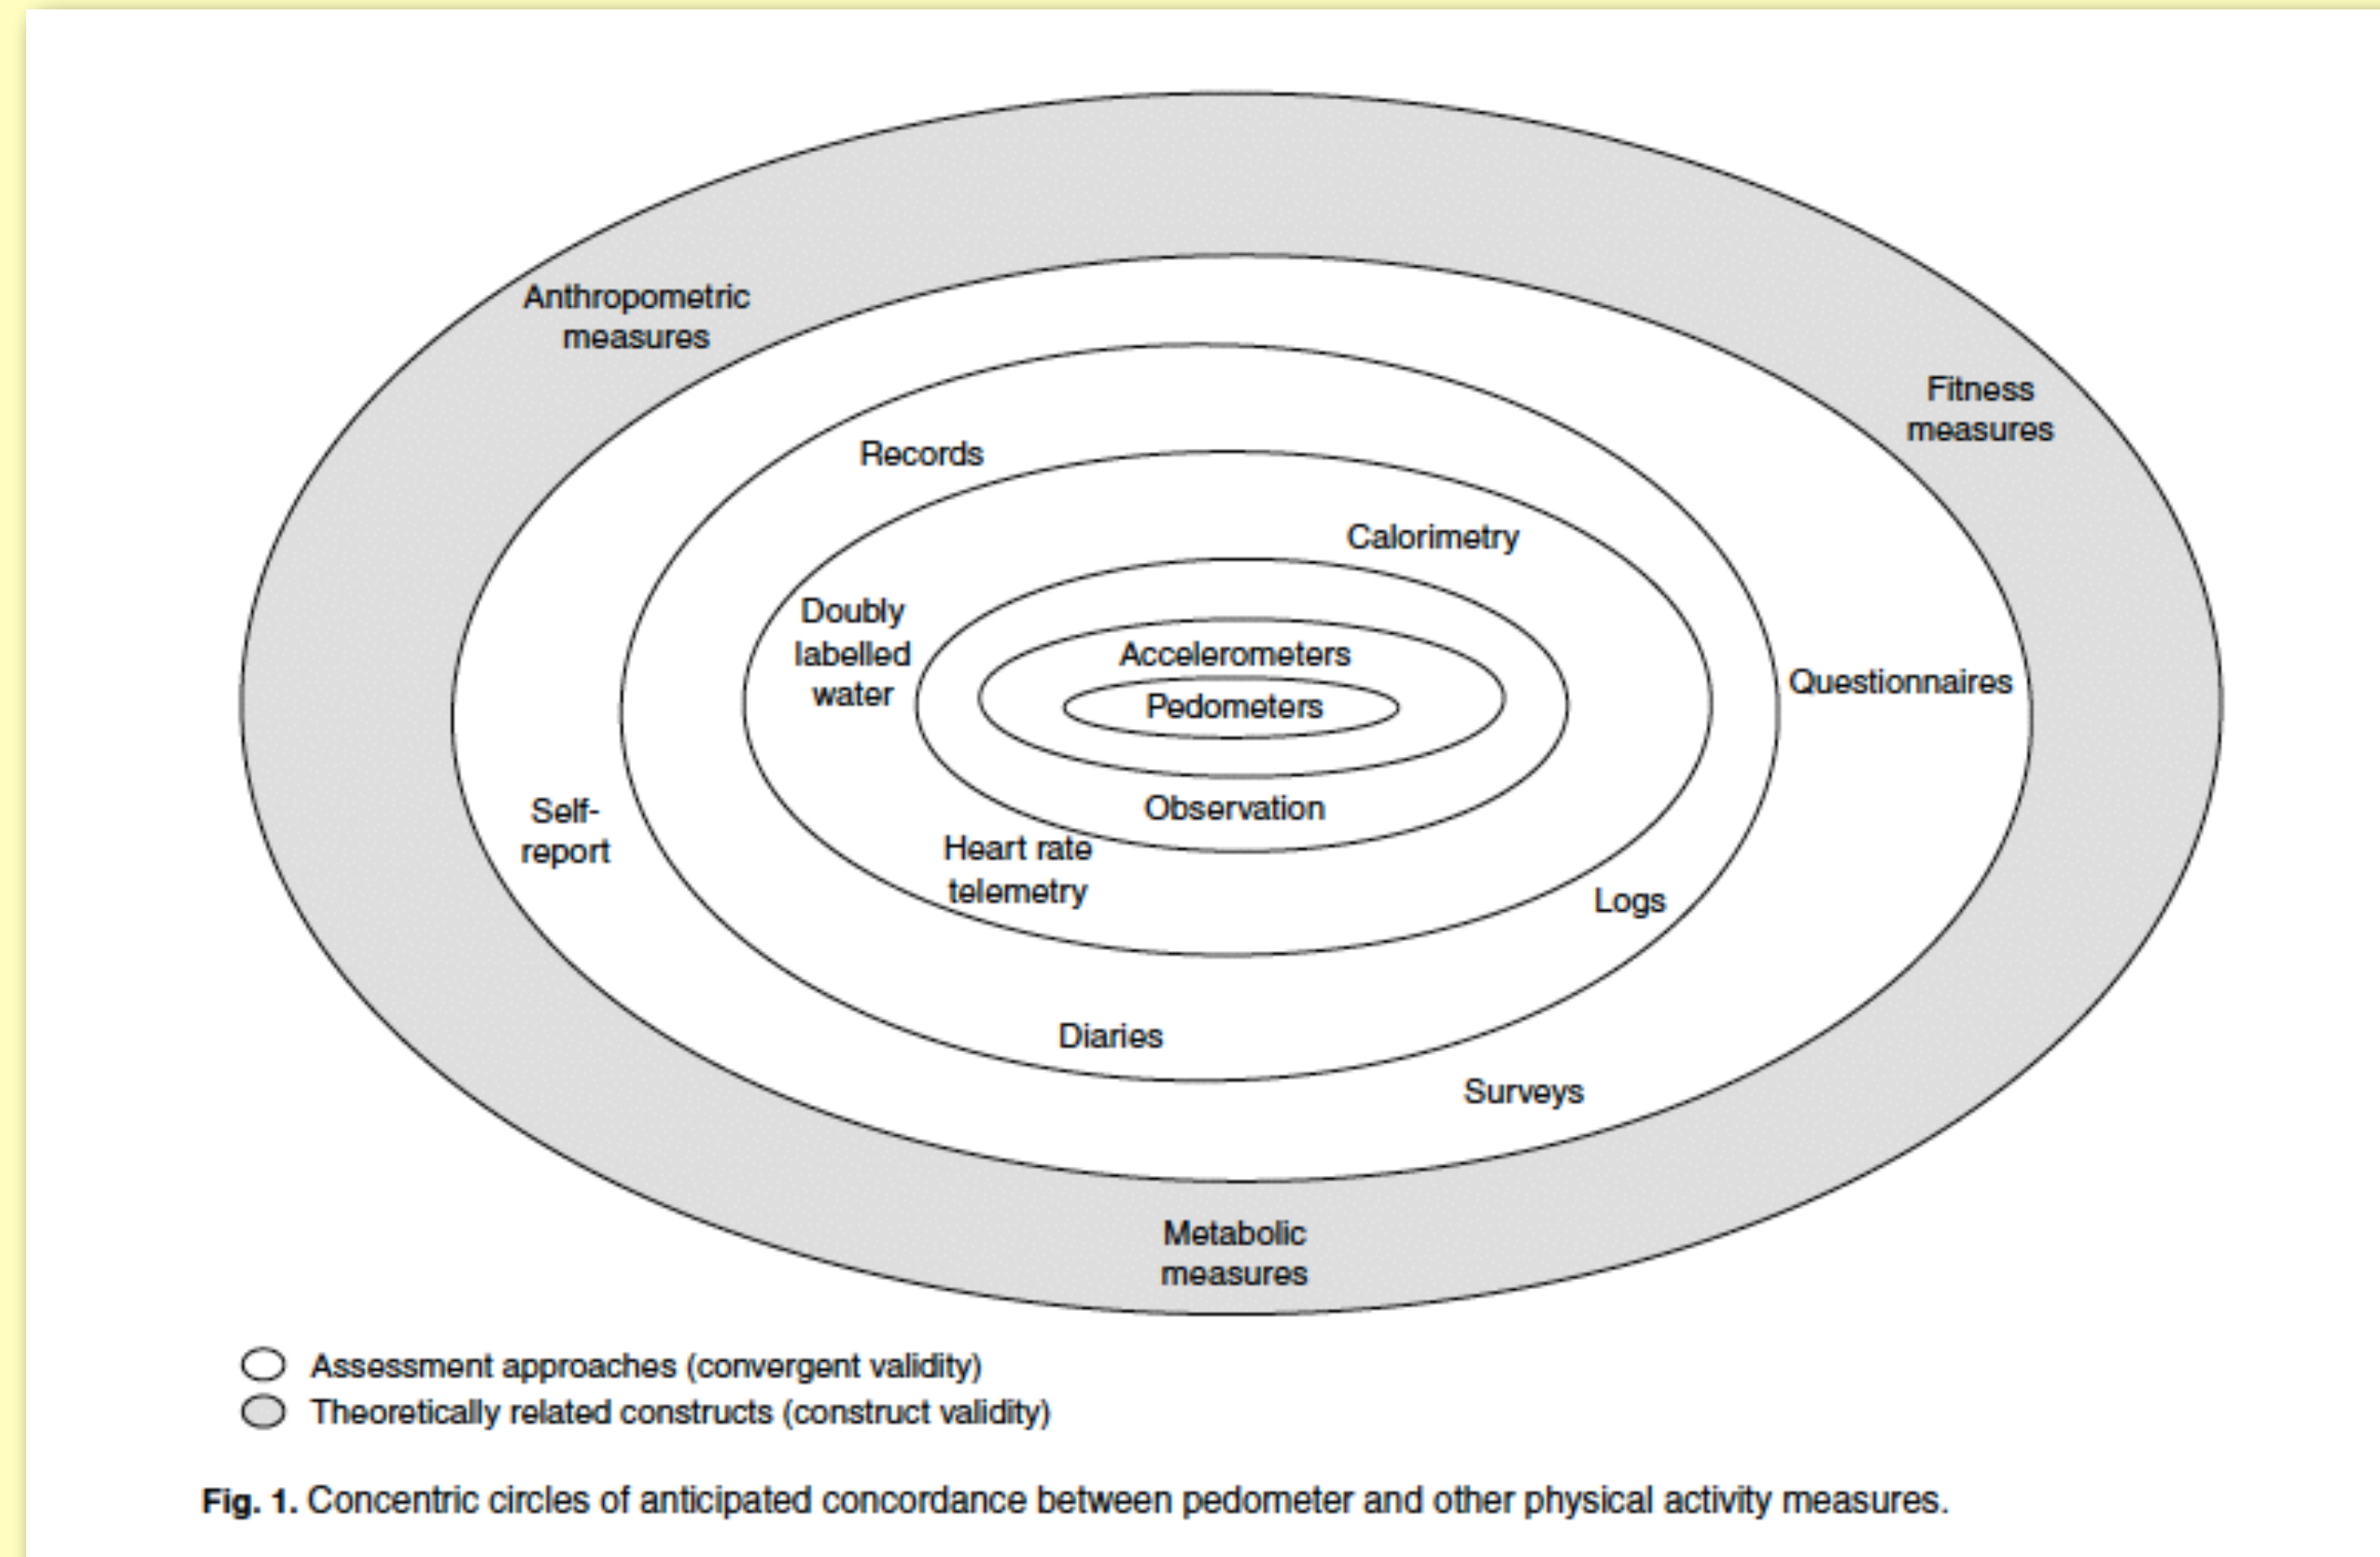 Anthropometric
measures
Fitness
measures
Records
Calorimetry
Doubly
labelled
water
Accelerometers
Pedometers
Questionnaires
Self-
report
Observation
Heart rate
telemetry
Logs
Diaries
Surveys
Metabolic
measures
Assessment approaches (convergent validity)
Theoretically related constructs (construct validity)
Fig. 1. Concentric circles of anticipated concordance between pedometer and other physical activity measures.